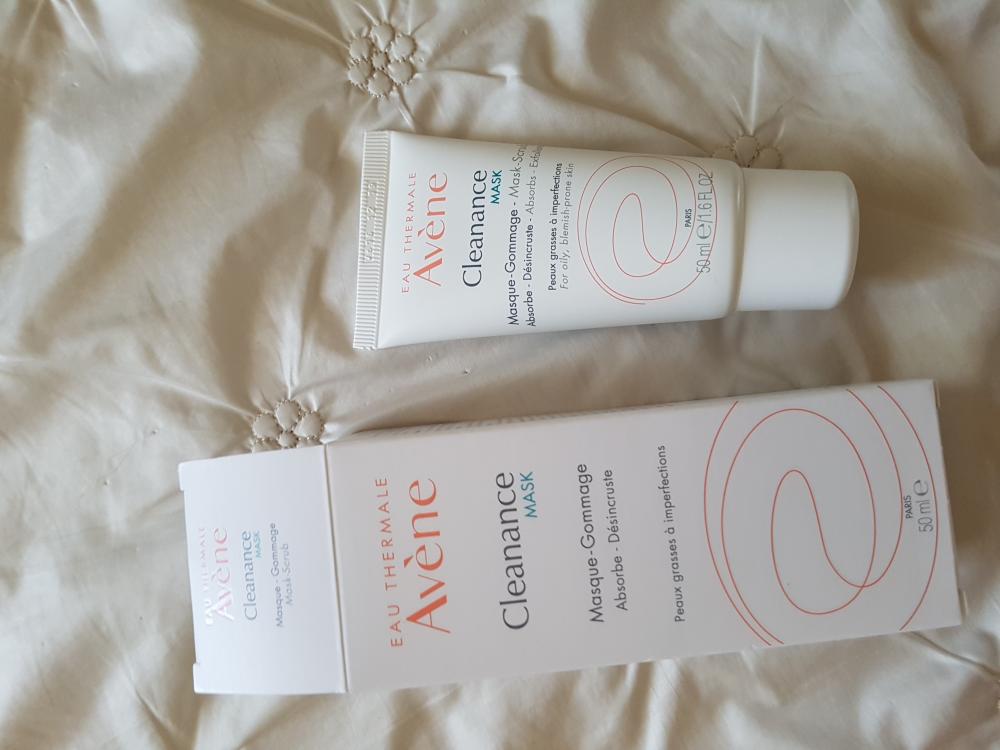 EAU THERMALE
Avène
Cleanance
MASK
Masque-Gommage - Mask-Scru
Absorbe - Désincruste - Absorbs - Exfolia
Peaux grasses à imperfections
For oily, blemish-prone skin
PARIS
50 ml e/1.6 FL.OZ.
EAU THERMALE
Avène
Cleanance
MASK
Masque - Gommage
Mask-Scrub
EAU THERMALE
Avène
Cleanance
MASK
Masque-Gommage
Absorbe - Désincruste
Peaux grasses à imperfections
PARIS
50 ml e